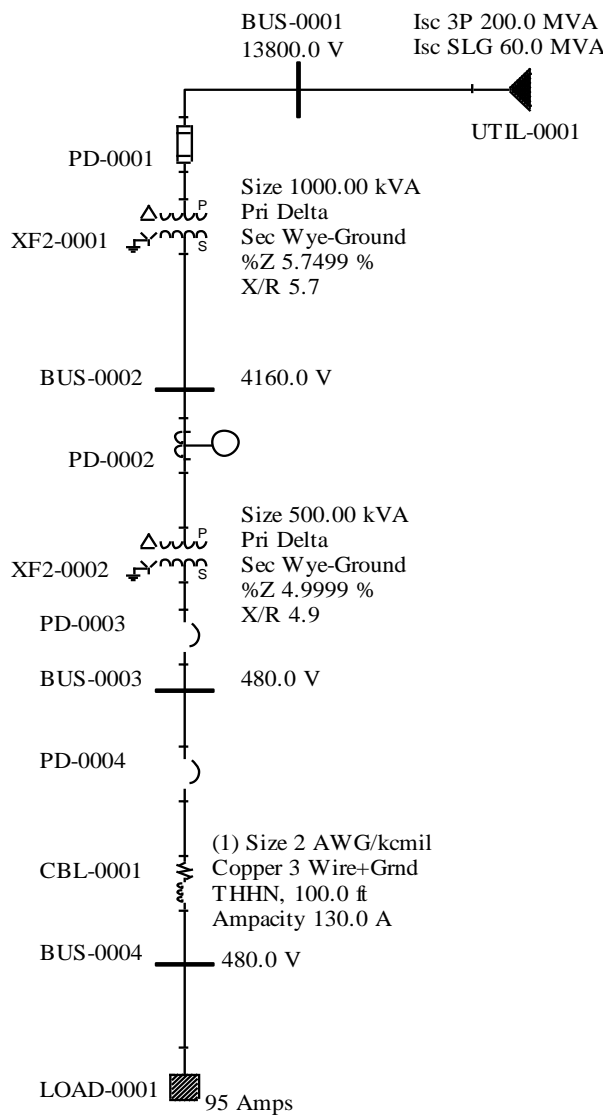 BUS-0001
13800.0 V
Isc 3P 200.0 MVA
Isc SLG 60.0 MVA
UTIL-0001
PD-0001
P
S
XF2-0001
Size 1000.00 kVA
Pri Delta
Sec Wye-Ground
%Z 5.7499 %
X/R 5.7
BUS-0002
4160.0 V
PD-0002
P
S
XF2-0002
Size 500.00 kVA
Pri Delta
Sec Wye-Ground
%Z 4.9999 %
X/R 4.9
PD-0003
BUS-0003
480.0 V
PD-0004
CBL-0001
(1) Size 2 AWG/kcmil
Copper 3 Wire+Grnd
THHN, 100.0 ft
Ampacity 130.0 A
BUS-0004
480.0 V
LOAD-0001
95 Amps